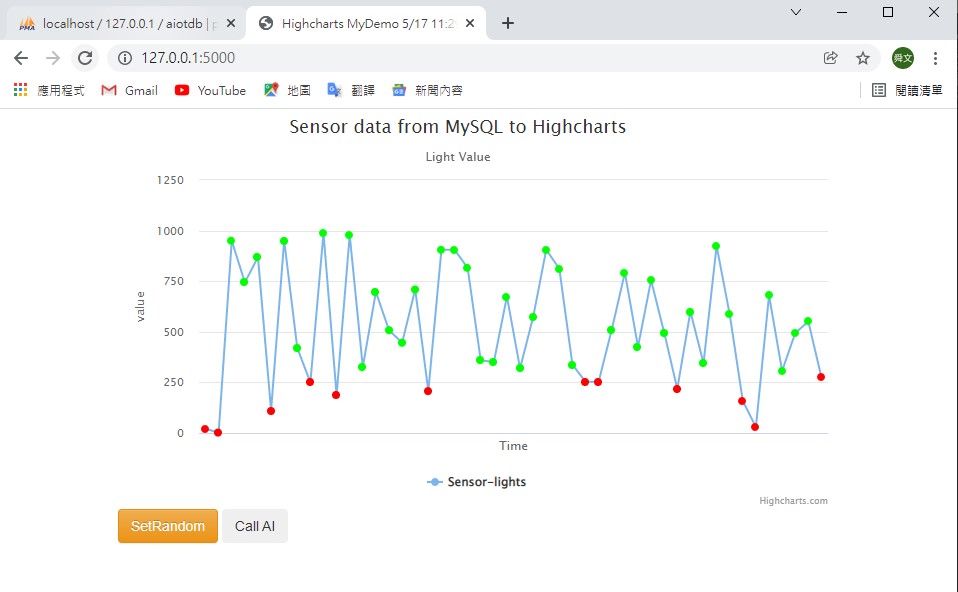 localhost / 127.0.0.1 / aiotdb | p
Highcharts MyDemo 5/17 11:2
127.0.0.1:5000
舜文
應用程式
Gmail
YouTube
地圖
翻譯
新聞內容
閱讀清單
Sensor data from MySQL to Highcharts
Light Value
1250
1000
750
500
250
0
value
Time
Sensor-lights
Highcharts.com
SetRandom
Call AI